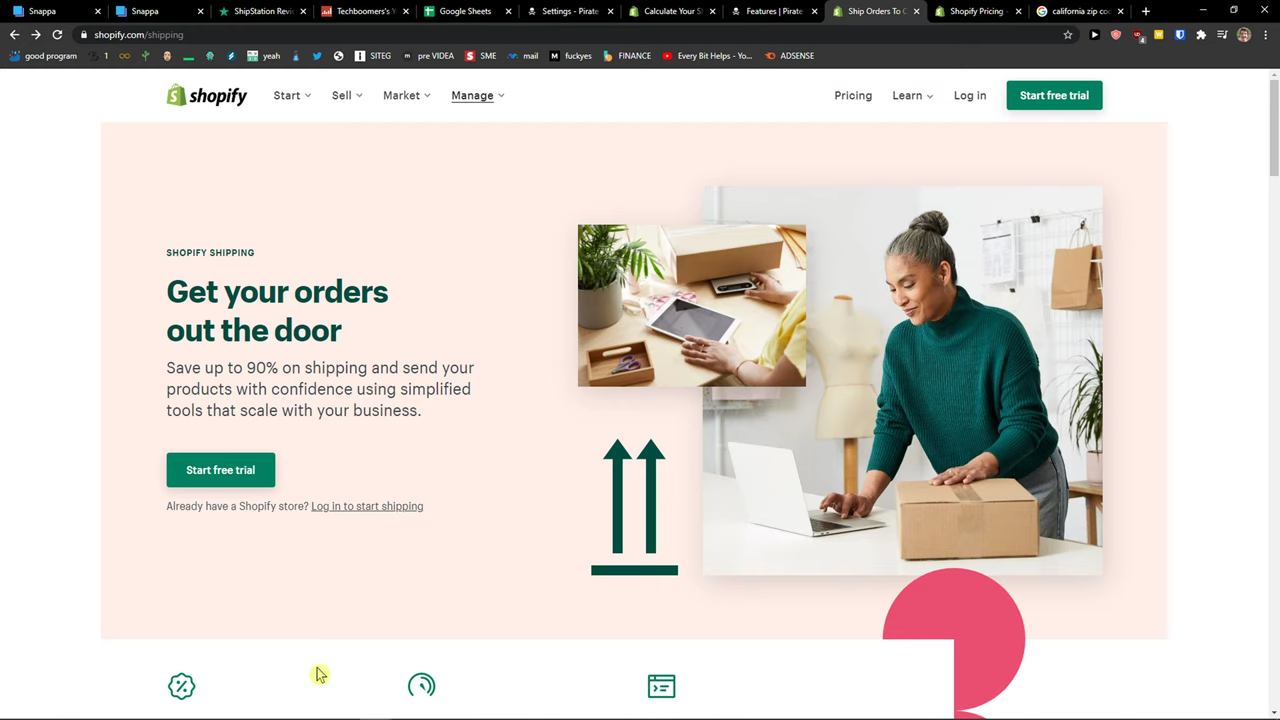 Snappa
Snappa
ShipStation Revi
Techboomers's Y
Google Sheets
Settings - Pirate
Calculate Your S
Features | Pirate
Ship Orders To C
Shopify Pricing -
california zip co
shopify.com/shipping
good program
1
yeah
SITEG
pre VIDEA
SME
mail
fuckyes
FINANCE
Every Bit Helps - Yo...
ADSENSE
shopify
Start
Sell
Market
Manage
Pricing
Learn
Log in
Start free trial
SHOPIFY SHIPPING
Get your orders
out the door
Save up to 90% on shipping and send your
products with confidence using simplified
tools that scale with your business.
Start free trial
Already have a Shopify store? Log in to start shipping